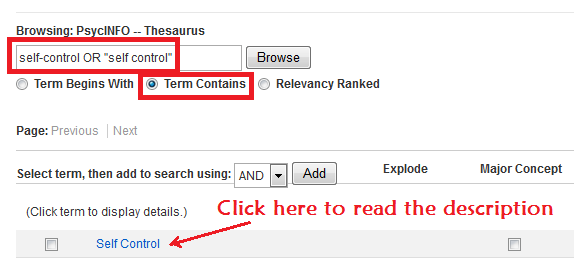 Browsing: PsycINFO -- Thesaurus
self-control OR "self control" Browse
Term Begins With Term Contains Relevancy Ranked
Page: Previous Next
Select term, then add to search using: AND Add Explode Major Concept
(Click term to display details.) Click here to read the description
Self Control